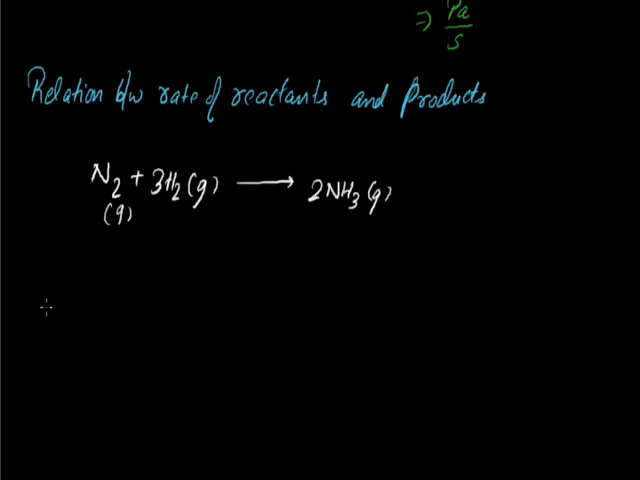 ⇒ Pa/s
Relation b/w rate of reactants and Products
N2 + 3H2 (g) ⟶ 2NH3 (g)
(g)